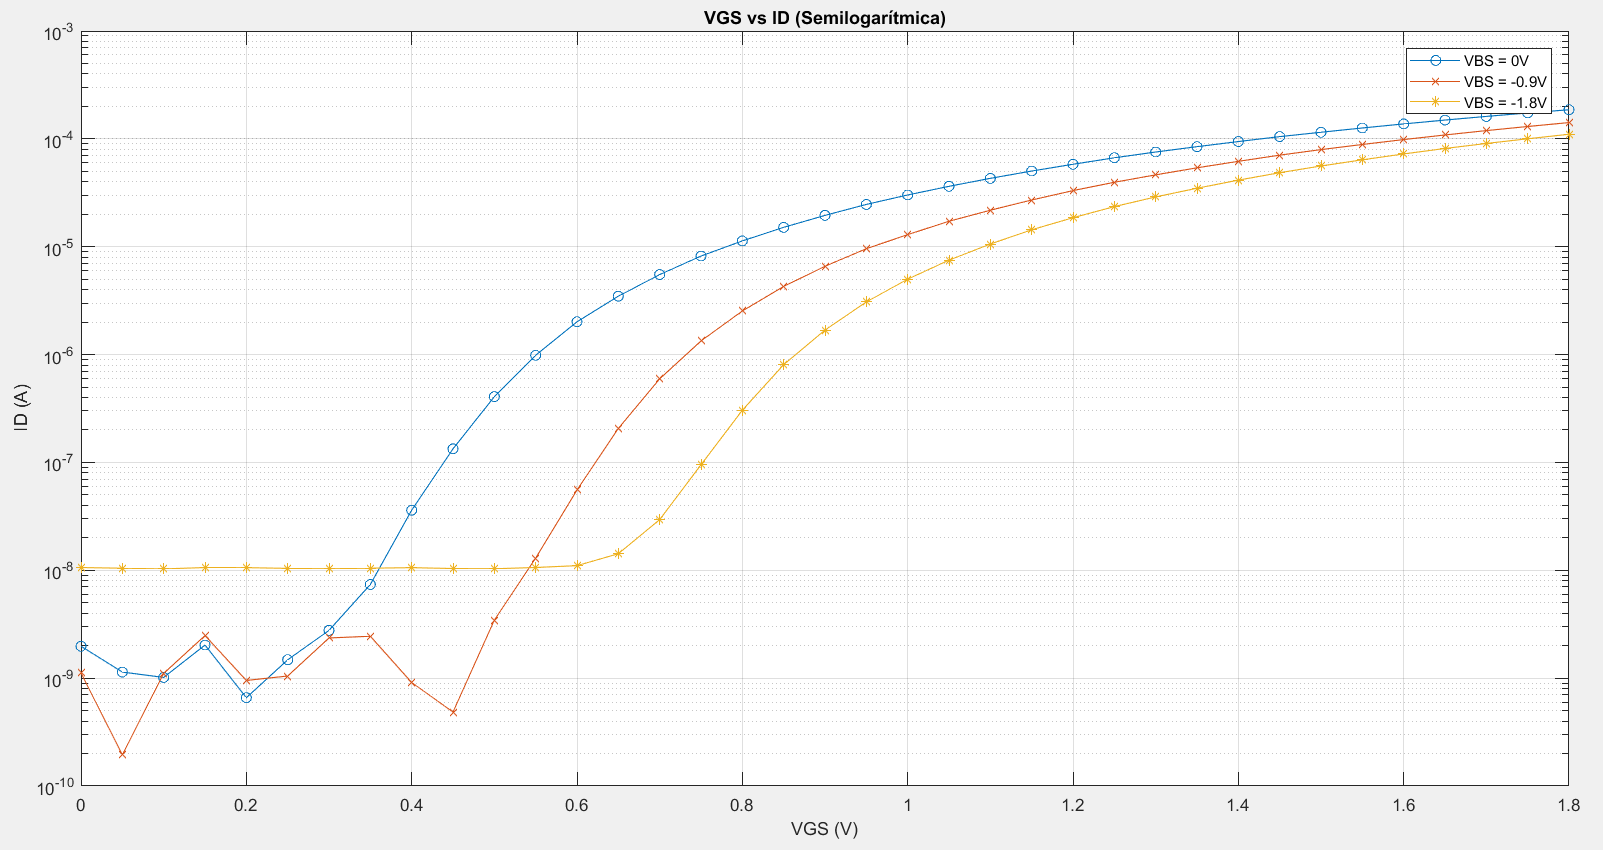 VGS vs ID (Semilogarítmica)
VBS = 0V
VBS = -0.9V
VBS = -1.8V
10^-3
10^-4
10^-5
10^-6
10^-7
10^-8
10^-9
10^-10
ID (A)
0 0.2 0.4 0.6 0.8 1 1.2 1.4 1.6 1.8
VGS (V)